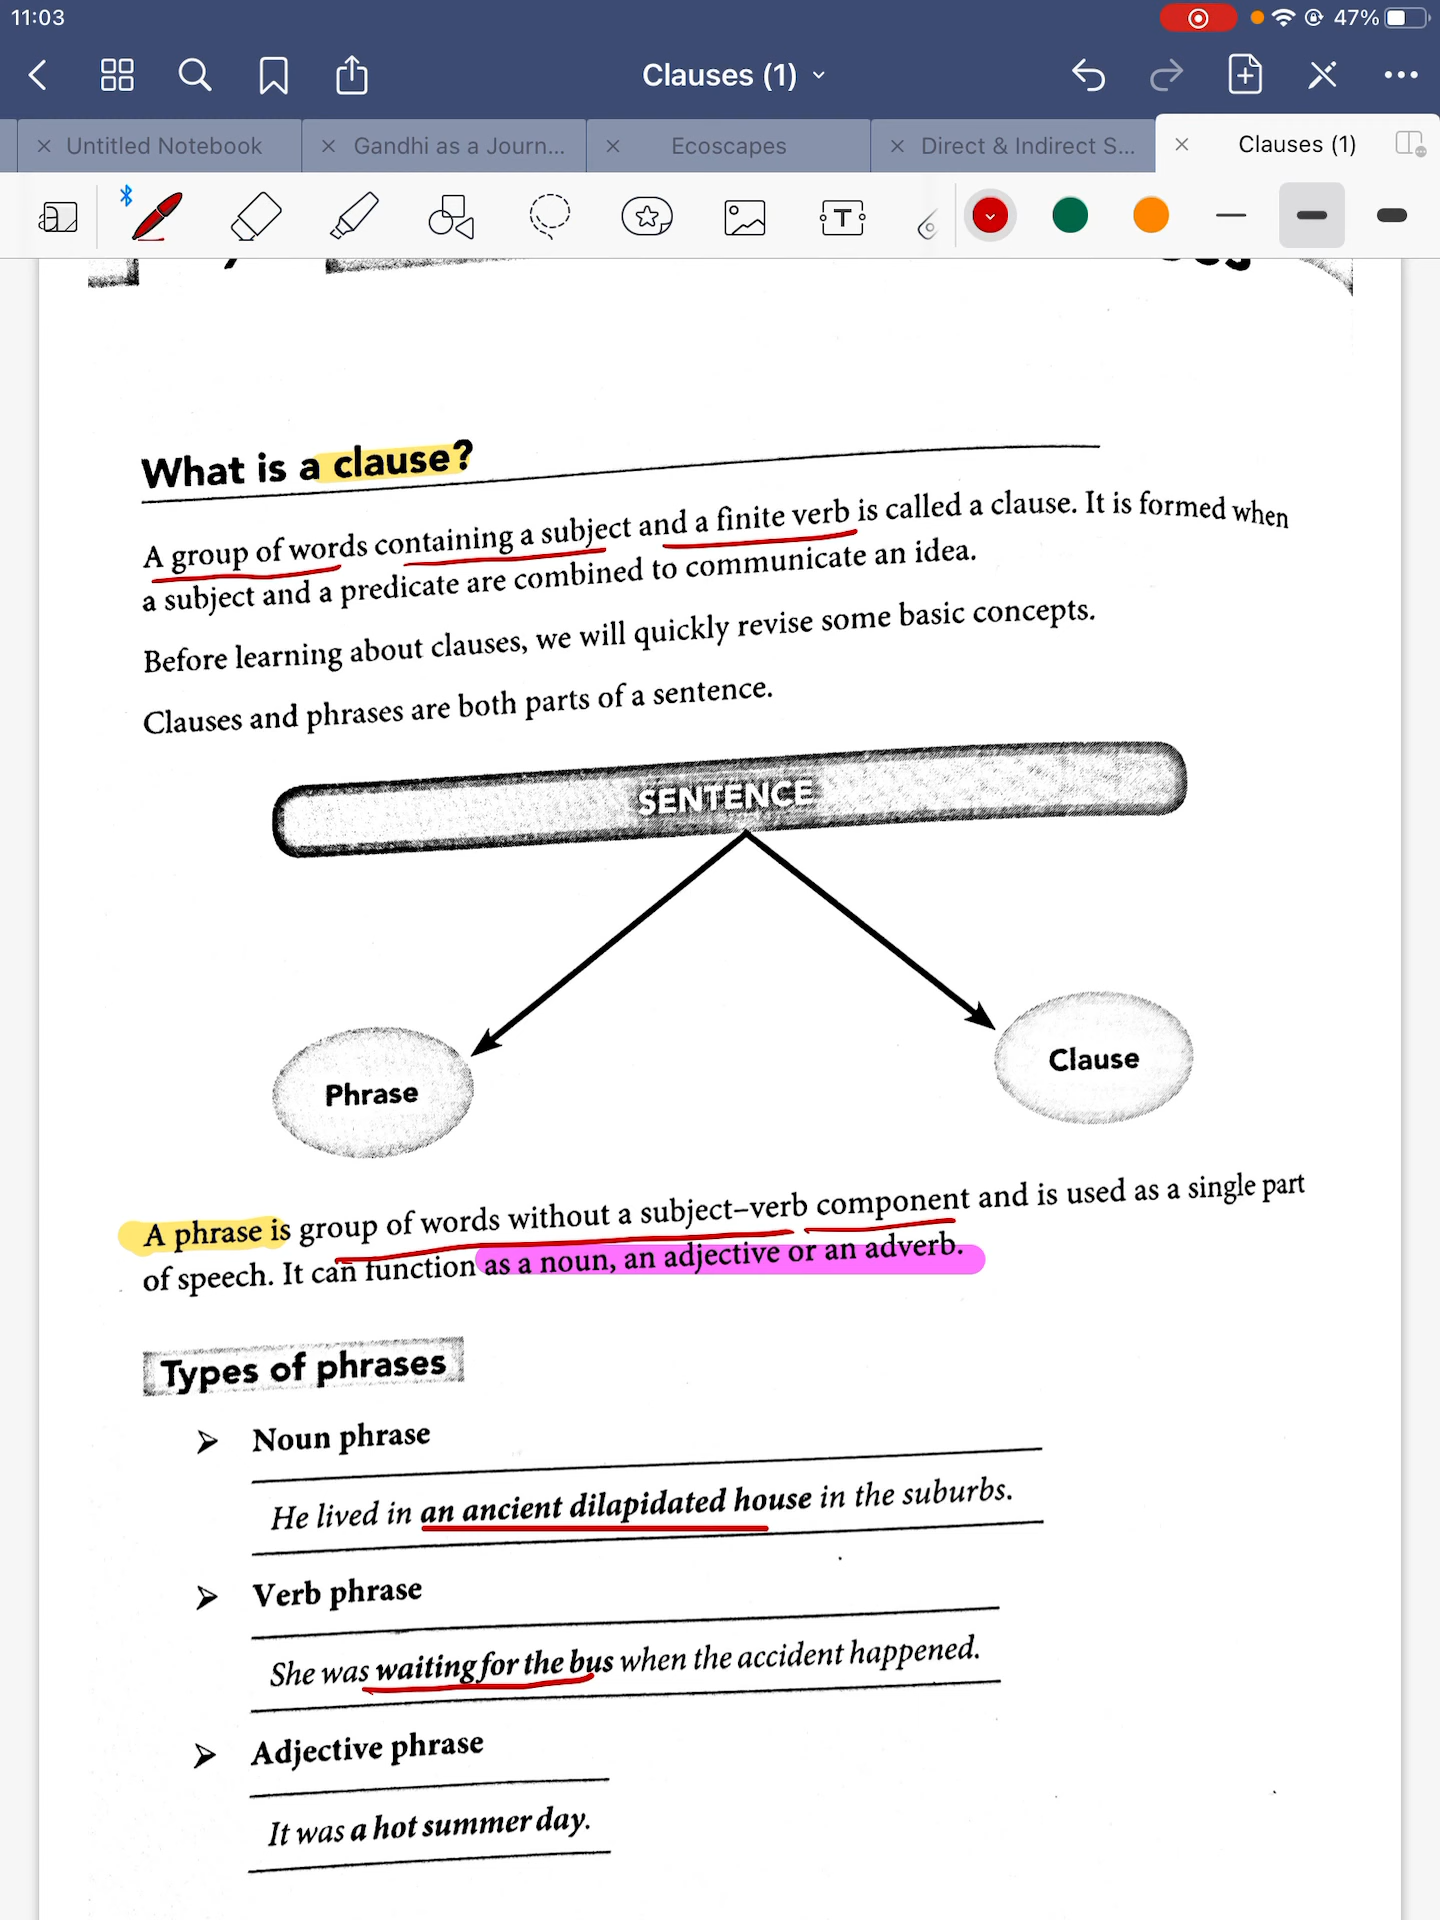 11:03
47%
Clauses (1)
Untitled Notebook
Gandhi as a Journ...
Ecoscapes
Direct & Indirect S...
Clauses (1)
What is a clause?
A group of words containing a subject and a finite verb is called a clause. It is formed when
a subject and a predicate are combined to communicate an idea.
Before learning about clauses, we will quickly revise some basic concepts.
Clauses and phrases are both parts of a sentence.
SENTENCE
Phrase
Clause
A phrase is group of words without a subject–verb component and is used as a single part
of speech. It can function as a noun, an adjective or an adverb.
Types of phrases
Noun phrase
He lived in an ancient dilapidated house in the suburbs.
Verb phrase
She was waiting for the bus when the accident happened.
Adjective phrase
It was a hot summer day.